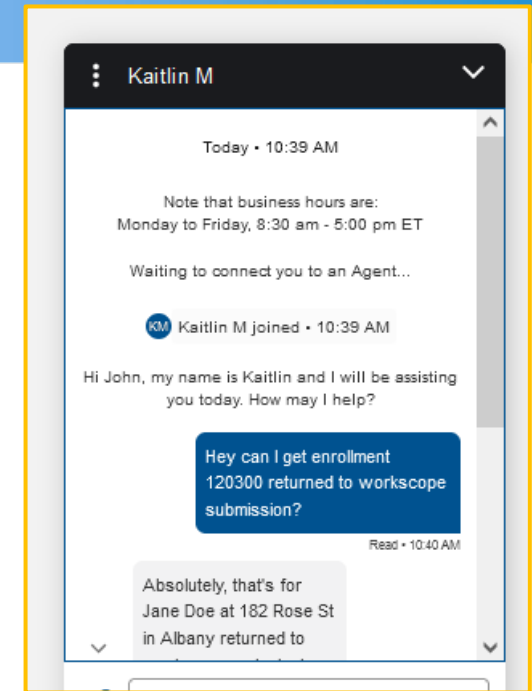 Kaitlin M
Today • 10:39 AM
Note that business hours are:
Monday to Friday, 8:30 am - 5:00 pm ET
Waiting to connect you to an Agent...
KM Kaitlin M joined • 10:39 AM
Hi John, my name is Kaitlin and I will be assisting
you today. How may I help?
Hey can I get enrollment
120300 returned to workscope
submission?
Read • 10:40 AM
Absolutely, that's for
Jane Doe at 182 Rose St
in Albany returned to